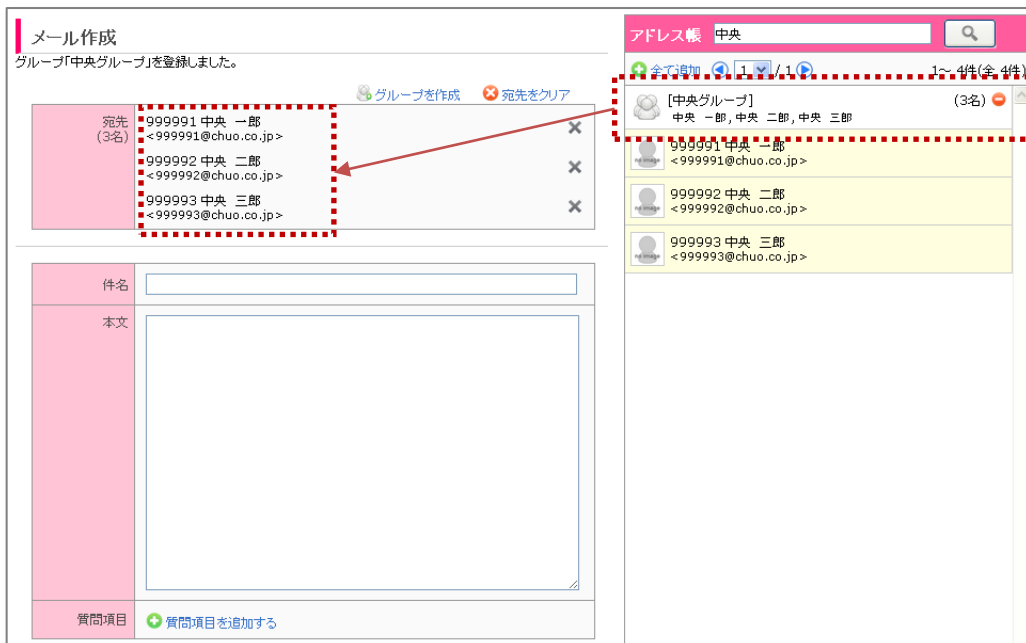 メール作成
グループ「中央グループ」を登録しました。
グループを作成 宛先をクリア
宛先
(3名)
999991 中央 一郎
<999991@chuo.co.jp>
999992 中央 二郎
<999992@chuo.co.jp>
999993 中央 三郎
<999993@chuo.co.jp>
件名
本文
質問項目
質問項目を追加する
アドレス帳 中央
全て追加 1 / 1 1～ 4件(全 4件)
[中央グループ] (3名)
中央 一郎, 中央 二郎, 中央 三郎
no image
999991 中央 一郎
<999991@chuo.co.jp>
no image
999992 中央 二郎
<999992@chuo.co.jp>
no image
999993 中央 三郎
<999993@chuo.co.jp>